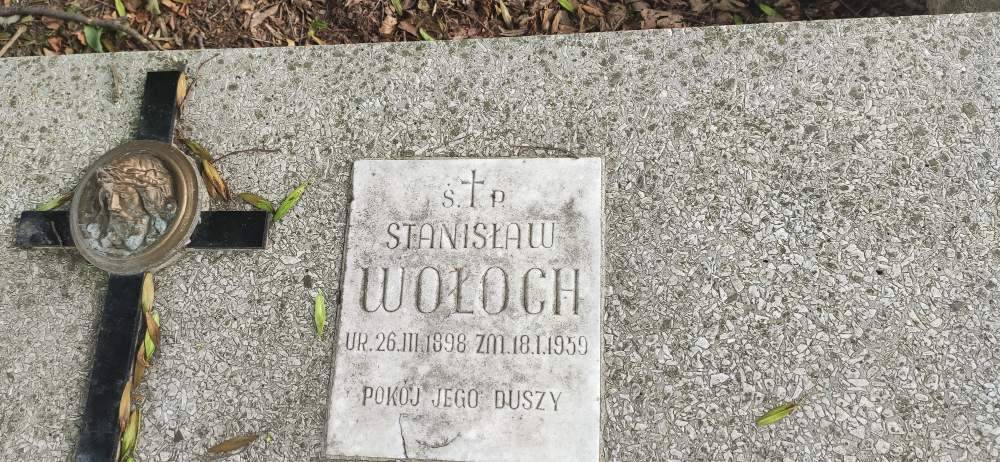 Ś.†P.
STANISŁAW
WOŁOCH
UR.26.III.1898 ZM.18.I.1959
POKÓJ JEGO DUSZY